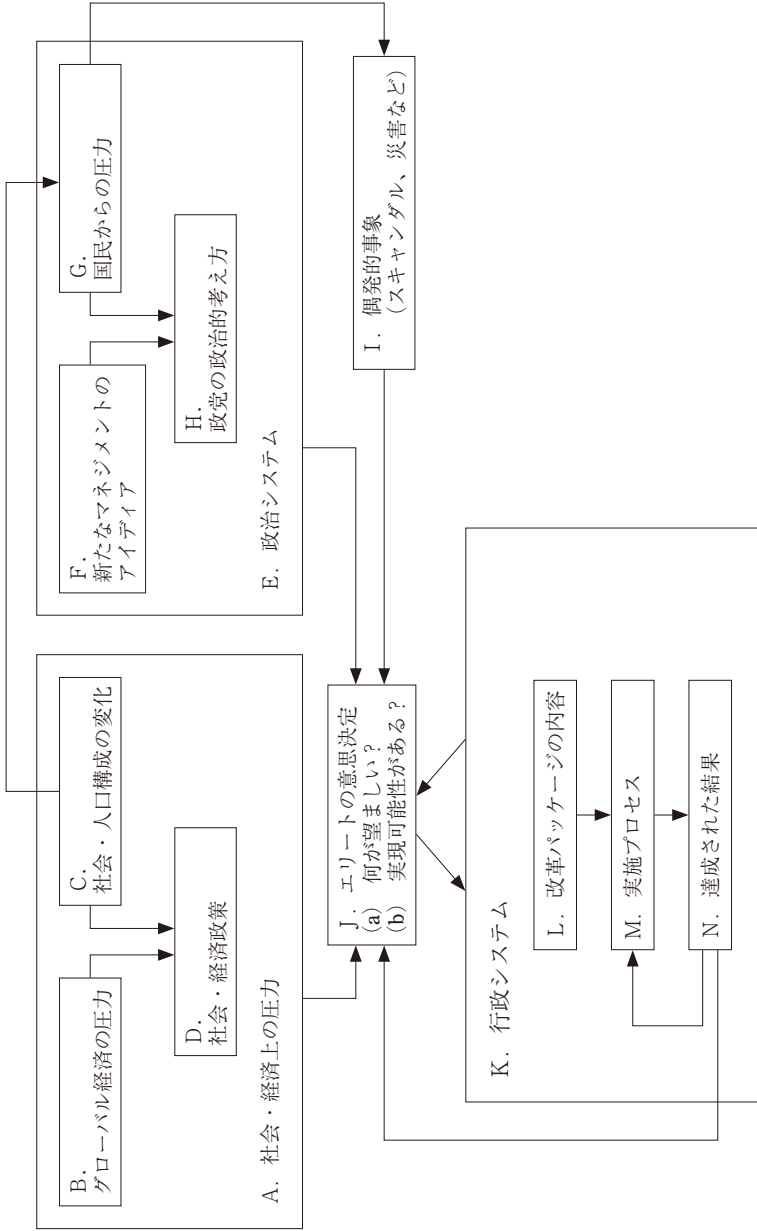 B．
グローバル経済の圧力
C．
社会・人口構成の変化
D．
社会・経済政策
A．社会・経済上の圧力
F．
新たなマネジメントの
アイディア
G．
国民からの圧力
H．
政党の政治的考え方
E．政治システム
I．偶発的事象
（スキャンダル、災害など）
J．エリートの意思決定
(a)　何が望ましい？
(b)　実現可能性がある？
K．行政システム
L．改革パッケージの内容
M．実施プロセス
N．達成された結果